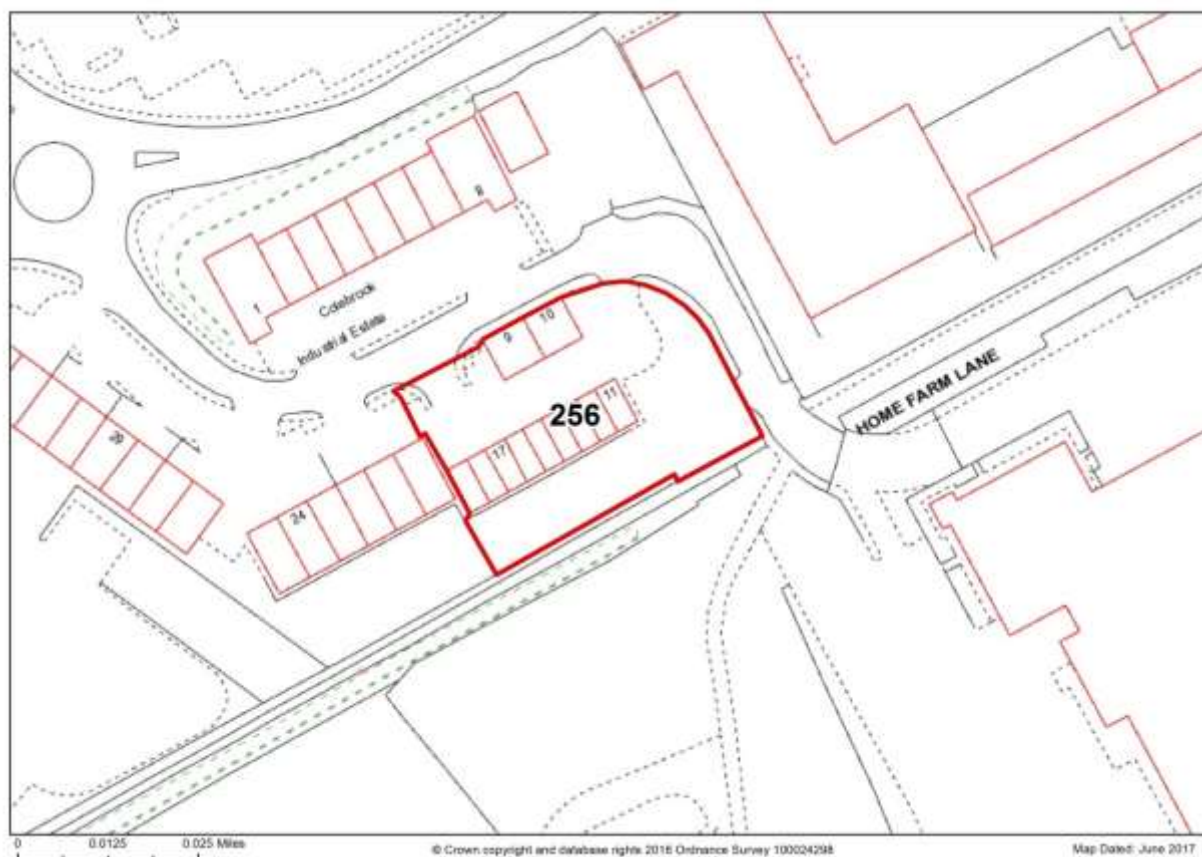 8
1
Colebrook
Industrial Estate
10
9
HOME FARM LANE
11
256
29
17
24
0 0.0125 0.025 Miles
© Crown copyright and database rights 2016 Ordnance Survey 100024298
Map Dated: June 2017